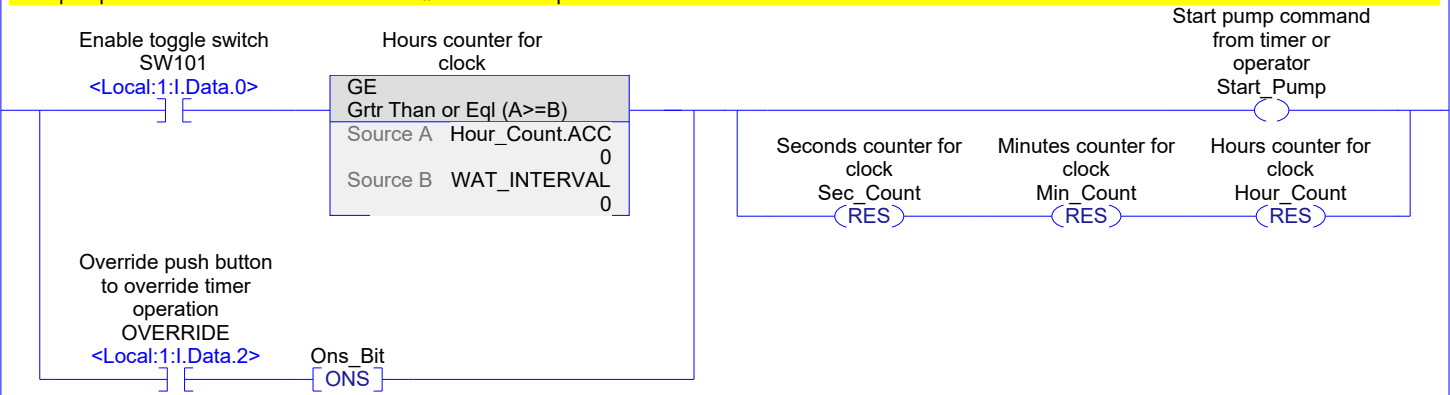 Start pump command
from timer or
operator
Start_Pump
Enable toggle switch
SW101
<Local:1:I.Data.0>
Hours counter for
clock
GE
Grtr Than or Eql (A>=B)
Source A Hour_Count.ACC
0
Source B WAT_INTERVAL
0
Seconds counter for
clock
Sec_Count
RES
Minutes counter for
clock
Min_Count
RES
Hours counter for
clock
Hour_Count
RES
Override push button
to override timer
operation
OVERRIDE
<Local:1:I.Data.2>
Ons_Bit
ONS